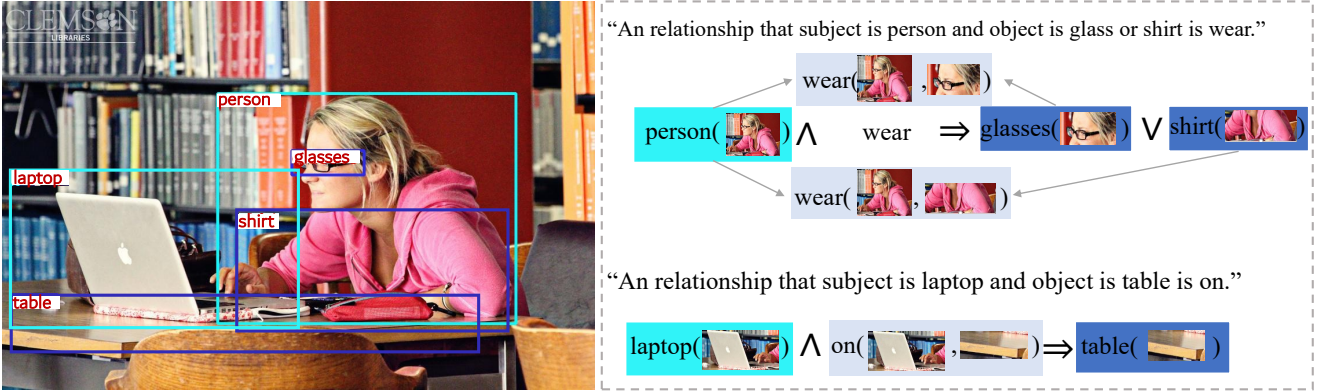 CLEMSON
LIBRARIES
person
glasses
laptop
shirt
table
“An relationship that subject is person and object is glass or shirt is wear.”
wear( , )
person( ) ∧ wear ⇒ glasses( ) ∨ shirt( )
wear( , )
“An relationship that subject is laptop and object is table is on.”
laptop( ) ∧ on( , ) ⇒ table( )